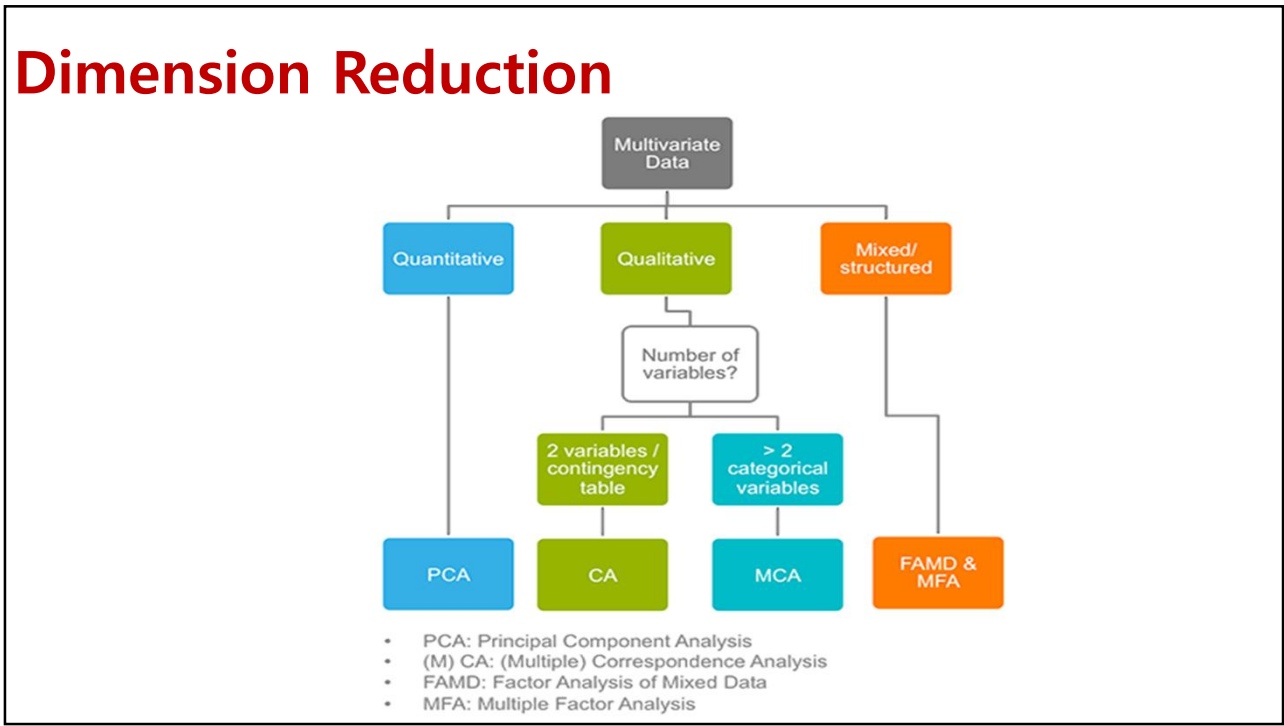 Dimension Reduction
Multivariate
Data
Quantitative
Qualitative
Mixed/
structured
Number of
variables?
2 variables /
contingency
table
> 2
categorical
variables
PCA
CA
MCA
FAMD &
MFA
• PCA: Principal Component Analysis
• (M) CA: (Multiple) Correspondence Analysis
• FAMD: Factor Analysis of Mixed Data
• MFA: Multiple Factor Analysis